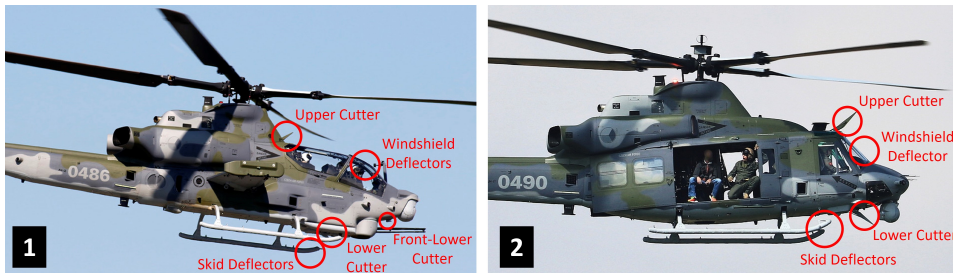 Upper Cutter
Windshield
Deflectors
0486
1
Skid Deflectors
Lower
Cutter
Front-Lower
Cutter
Upper Cutter
Windshield
Deflector
0490
2
Lower Cutter
Skid Deflectors